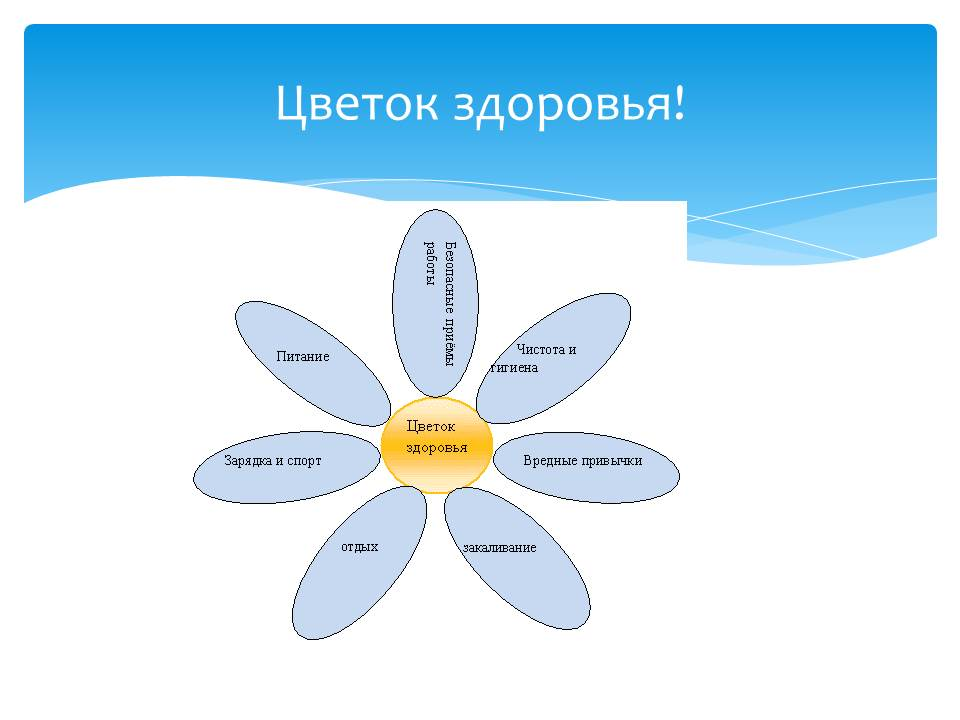 Цветок здоровья!
Безопасные приёмы
работы
Питание
Чистота и
гигиена
Цветок
здоровья
Зарядка и спорт
Вредные привычки
отдых
закаливание